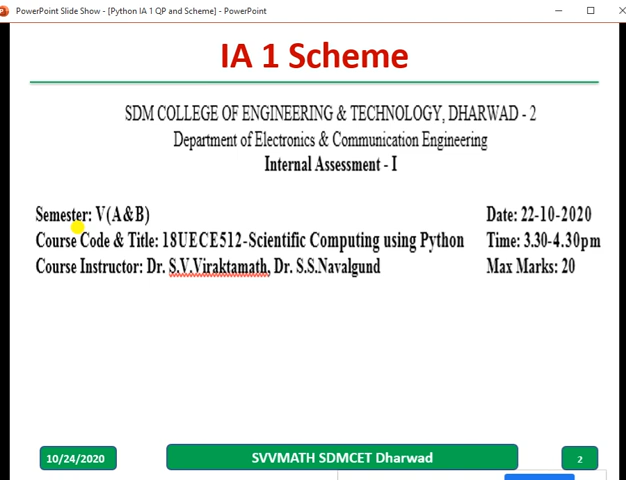 PowerPoint Slide Show - [Python IA 1 QP and Scheme] - PowerPoint
IA 1 Scheme
SDM COLLEGE OF ENGINEERING & TECHNOLOGY, DHARWAD - 2
Department of Electronics & Communication Engineering
Internal Assessment - I
Semester: V(A&B) Date: 22-10-2020
Course Code & Title: 18UECE512-Scientific Computing using Python Time: 3.30-4.30pm
Course Instructor: Dr. S.V.Viraktamath, Dr. S.S.Navalgund Max Marks: 20
10/24/2020 SVVMATH SDMCET Dharwad 2